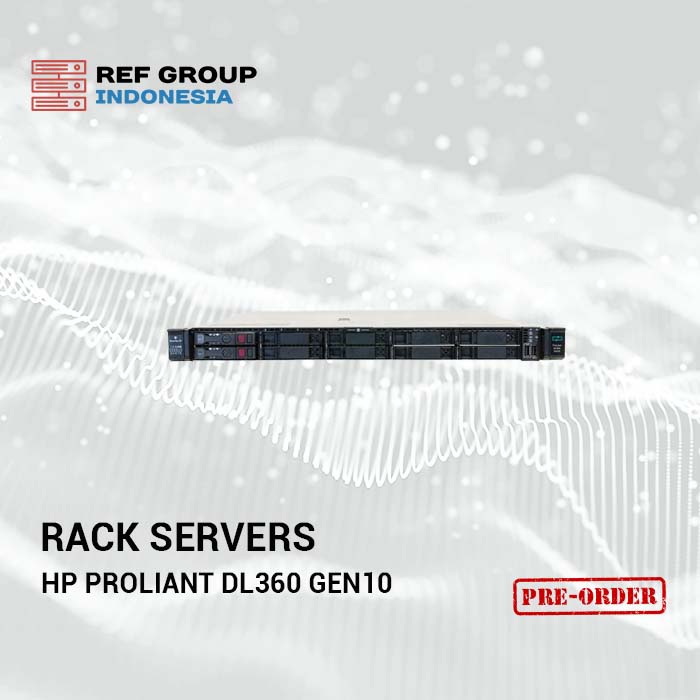 REF GROUP
INDONESIA
RACK SERVERS
HP PROLIANT DL360 GEN10
PRE-ORDER